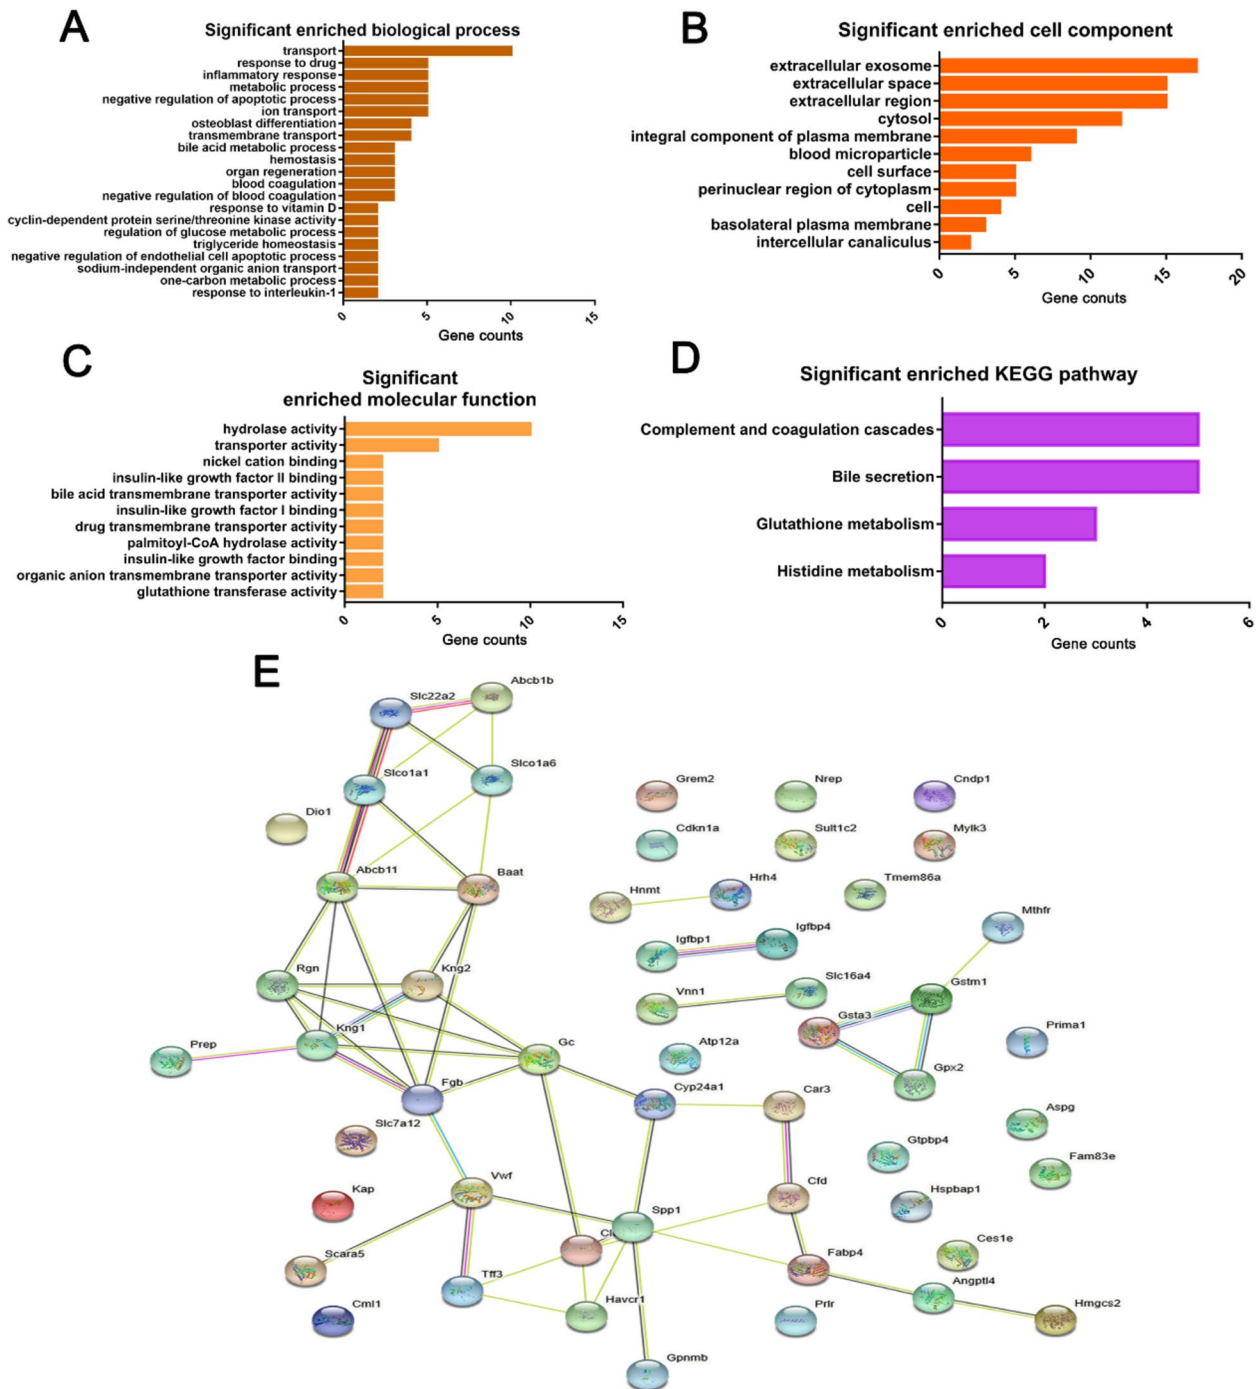 A
Significant enriched biological process
transport
response to drug
inflammatory response
metabolic process
negative regulation of apoptotic process
ion transport
osteoblast differentiation
transmembrane transport
bile acid metabolic process
hemostasis
organ regeneration
blood coagulation
negative regulation of blood coagulation
response to vitamin D
cyclin-dependent protein serine/threonine kinase activity
regulation of glucose metabolic process
triglyceride homeostasis
negative regulation of endothelial cell apoptotic process
sodium-independent organic anion transport
one-carbon metabolic process
response to interleukin-1
0 5 10 15
Gene counts
B
Significant enriched cell component
extracellular exosome
extracellular space
extracellular region
cytosol
integral component of plasma membrane
blood microparticle
cell surface
perinuclear region of cytoplasm
cell
basolateral plasma membrane
intercellular canaliculus
0 5 10 15 20
Gene conuts
C
Significant
enriched molecular function
hydrolase activity
transporter activity
nickel cation binding
insulin-like growth factor II binding
bile acid transmembrane transporter activity
insulin-like growth factor I binding
drug transmembrane transporter activity
palmitoyl-CoA hydrolase activity
insulin-like growth factor binding
organic anion transmembrane transporter activity
glutathione transferase activity
0 5 10 15
Gene counts
D
Significant enriched KEGG pathway
Complement and coagulation cascades
Bile secretion
Glutathione metabolism
Histidine metabolism
0 2 4 6
Gene counts
E
Abcb1b
Slc22a2
Slco1a6
Slco1a1
Grem2
Nrep
Cndp1
Dio1
Cdkn1a
Sult1c2
Mylk3
Abcb11
Baat
Hnmt
Hrh4
Tmem86a
Mthfr
Igfbp1
Igfbp4
Rgn
Kng2
Vnn1
Slc16a4
Gstm1
Gsta3
Prima1
Kng1
Prep
Gc
Atp12a
Gpx2
Fgb
Cyp24a1
Car3
Aspg
Slc7a12
Gtpbp4
Fam83e
Vwf
Kap
Cfd
Hspbap1
Spp1
Scara5
Fabp4
Ces1e
Tff3
Angptl4
Havcr1
Cml1
Prlr
Hmgcs2
Gpnmb